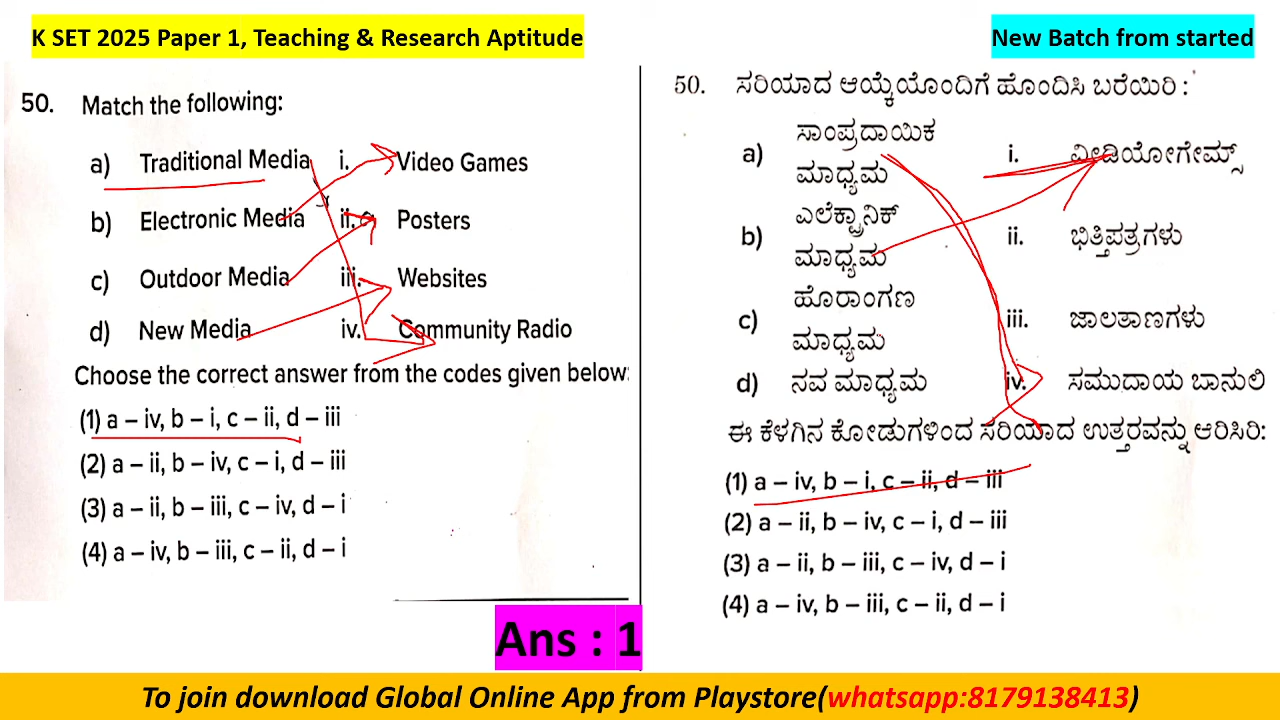 K SET 2025 Paper 1, Teaching & Research Aptitude
New Batch from started
50. Match the following:
a) Traditional Media i. Video Games
b) Electronic Media ii. Posters
c) Outdoor Media iii. Websites
d) New Media iv. Community Radio
Choose the correct answer from the codes given below:
(1) a – iv, b – i, c – ii, d – iii
(2) a – ii, b – iv, c – i, d – iii
(3) a – ii, b – iii, c – iv, d – i
(4) a – iv, b – iii, c – ii, d – i
50. ಸರಿಯಾದ ಆಯ್ಕೆಯೊಂದಿಗೆ ಹೊಂದಿಸಿ ಬರೆಯಿರಿ :
ಸಾಂಪ್ರದಾಯಿಕ
a) ಮಾಧ್ಯಮ i. ವೀಡಿಯೋಗೇಮ್ಸ್
ಎಲೆಕ್ಟ್ರಾನಿಕ್
b) ಮಾಧ್ಯಮ ii. ಭಿತ್ತಿಪತ್ರಗಳು
ಹೊರಾಂಗಣ
c) ಮಾಧ್ಯಮ iii. ಜಾಲತಾಣಗಳು
d) ನವ ಮಾಧ್ಯಮ iv. ಸಮುದಾಯ ಬಾನುಲಿ
ಈ ಕೆಳಗಿನ ಕೋಡುಗಳಿಂದ ಸರಿಯಾದ ಉತ್ತರವನ್ನು ಆರಿಸಿರಿ:
(1) a – iv, b – i, c – ii, d – iii
(2) a – ii, b – iv, c – i, d – iii
(3) a – ii, b – iii, c – iv, d – i
(4) a – iv, b – iii, c – ii, d – i
Ans : 1
To join download Global Online App from Playstore(whatsapp:8179138413)